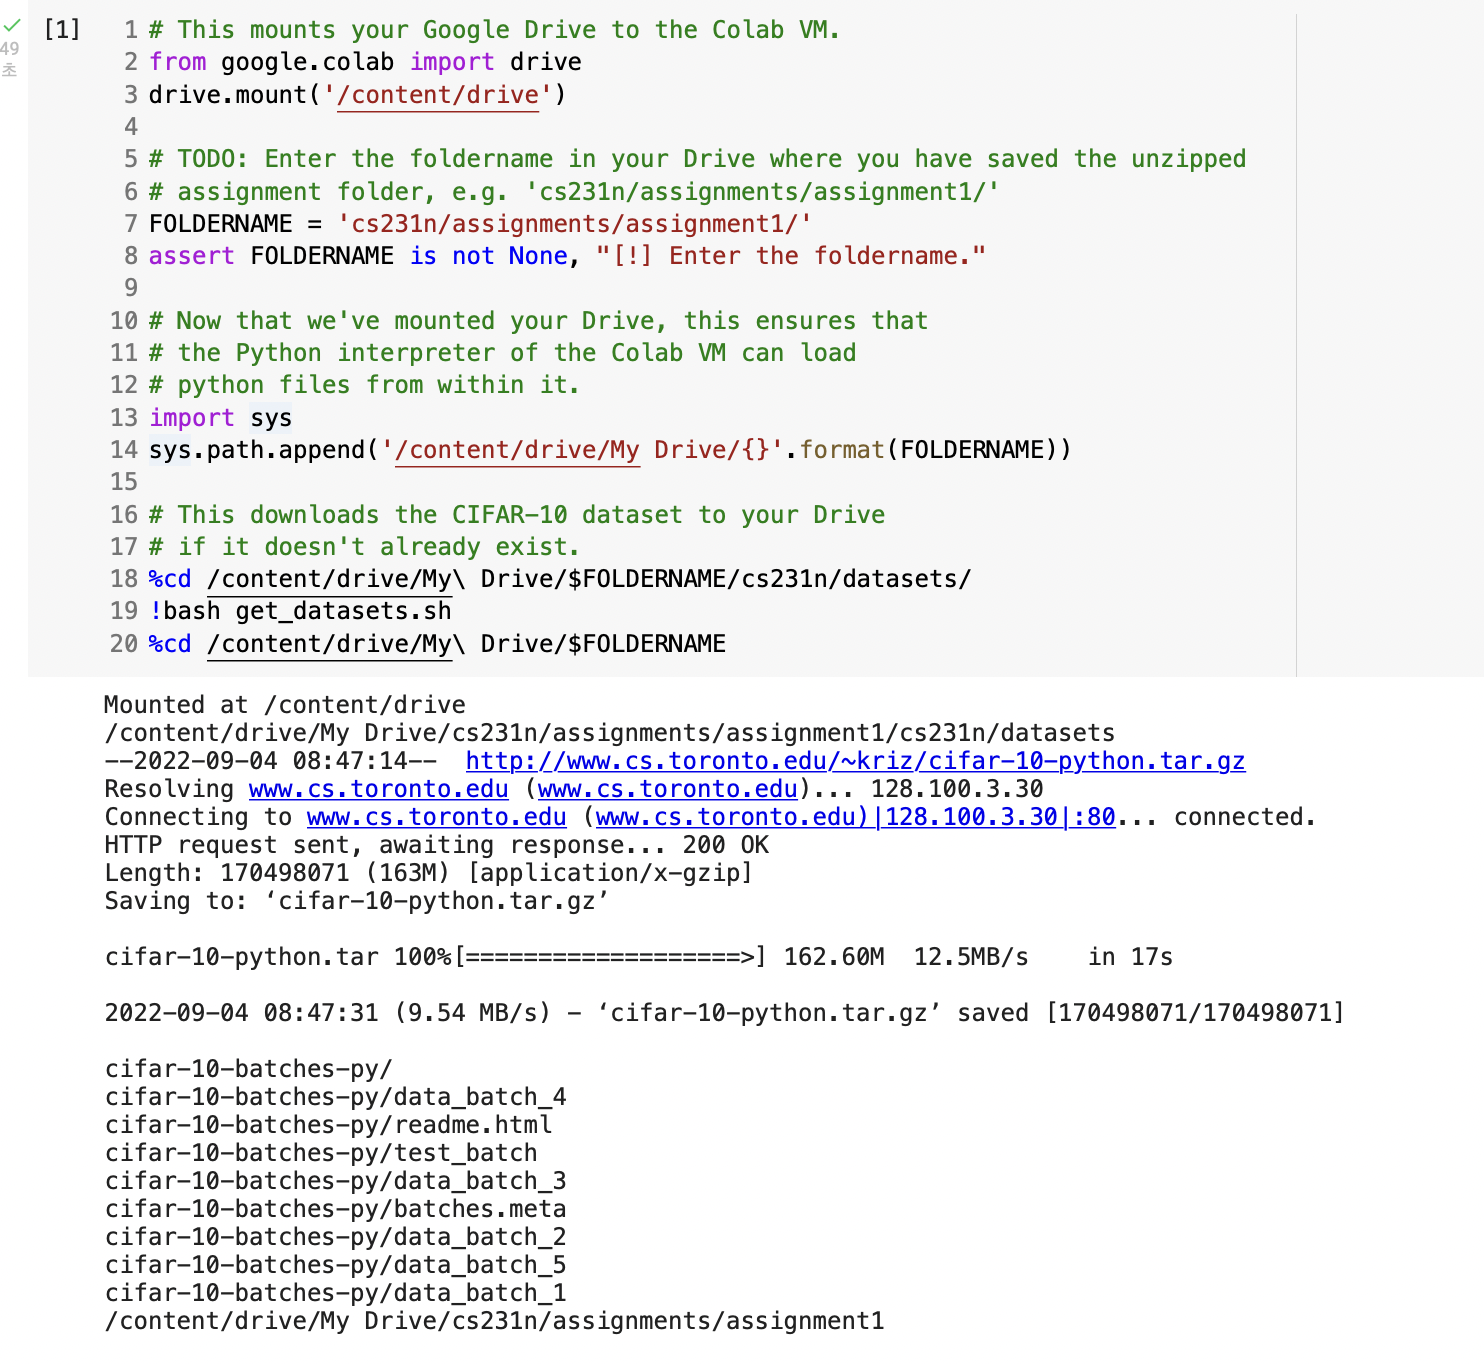 [1]
49
초
1 # This mounts your Google Drive to the Colab VM.
2 from google.colab import drive
3 drive.mount('/content/drive')
4
5 # TODO: Enter the foldername in your Drive where you have saved the unzipped
6 # assignment folder, e.g. 'cs231n/assignments/assignment1/'
7 FOLDERNAME = 'cs231n/assignments/assignment1/'
8 assert FOLDERNAME is not None, "[!] Enter the foldername."
9
10 # Now that we've mounted your Drive, this ensures that
11 # the Python interpreter of the Colab VM can load
12 # python files from within it.
13 import sys
14 sys.path.append('/content/drive/My Drive/{}'.format(FOLDERNAME))
15
16 # This downloads the CIFAR-10 dataset to your Drive
17 # if it doesn't already exist.
18 %cd /content/drive/My\ Drive/$FOLDERNAME/cs231n/datasets/
19 !bash get_datasets.sh
20 %cd /content/drive/My\ Drive/$FOLDERNAME
Mounted at /content/drive
/content/drive/My Drive/cs231n/assignments/assignment1/cs231n/datasets
--2022-09-04 08:47:14--  http://www.cs.toronto.edu/~kriz/cifar-10-python.tar.gz
Resolving www.cs.toronto.edu (www.cs.toronto.edu)... 128.100.3.30
Connecting to www.cs.toronto.edu (www.cs.toronto.edu)|128.100.3.30|:80... connected.
HTTP request sent, awaiting response... 200 OK
Length: 170498071 (163M) [application/x-gzip]
Saving to: ‘cifar-10-python.tar.gz’
cifar-10-python.tar 100%[===================>] 162.60M  12.5MB/s    in 17s
2022-09-04 08:47:31 (9.54 MB/s) - ‘cifar-10-python.tar.gz’ saved [170498071/170498071]
cifar-10-batches-py/
cifar-10-batches-py/data_batch_4
cifar-10-batches-py/readme.html
cifar-10-batches-py/test_batch
cifar-10-batches-py/data_batch_3
cifar-10-batches-py/batches.meta
cifar-10-batches-py/data_batch_2
cifar-10-batches-py/data_batch_5
cifar-10-batches-py/data_batch_1
/content/drive/My Drive/cs231n/assignments/assignment1